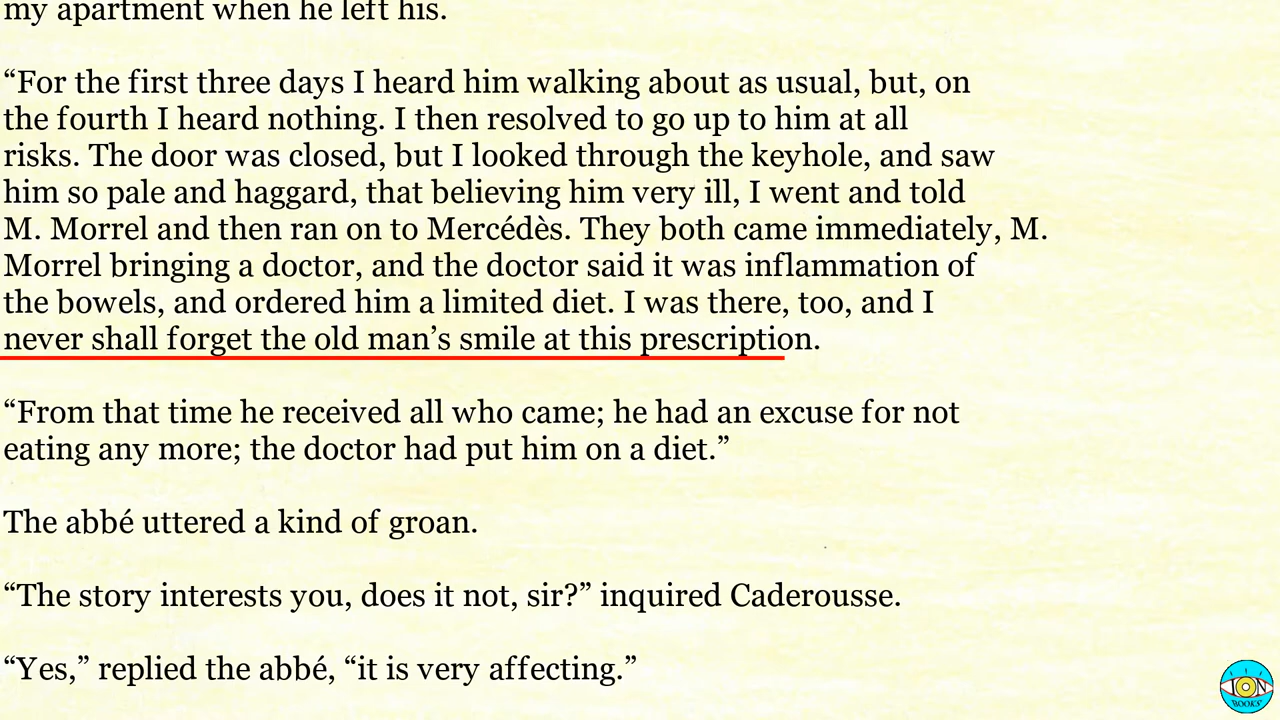 my apartment when he left his.
“For the first three days I heard him walking about as usual, but, on
the fourth I heard nothing. I then resolved to go up to him at all
risks. The door was closed, but I looked through the keyhole, and saw
him so pale and haggard, that believing him very ill, I went and told
M. Morrel and then ran on to Mercédès. They both came immediately, M.
Morrel bringing a doctor, and the doctor said it was inflammation of
the bowels, and ordered him a limited diet. I was there, too, and I
never shall forget the old man’s smile at this prescription.
“From that time he received all who came; he had an excuse for not
eating any more; the doctor had put him on a diet.”
The abbé uttered a kind of groan.
“The story interests you, does it not, sir?” inquired Caderousse.
“Yes,” replied the abbé, “it is very affecting.”
ION
BOOKS